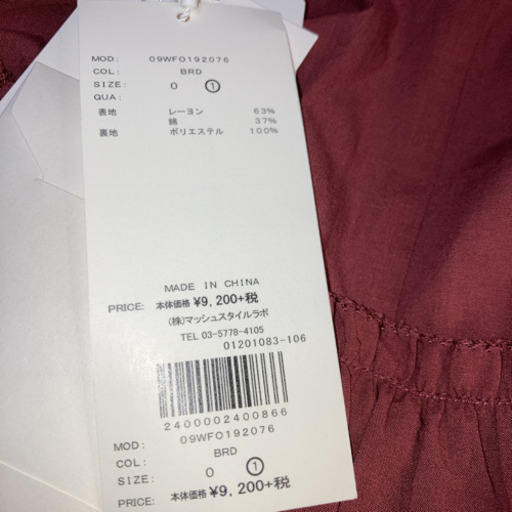 MOD: 09WFO192076
COL: BRD
SIZE: 0 ①
QUA:
表地 レーヨン 63%
綿 37%
裏地 ポリエステル 100%
MADE IN CHINA
PRICE: 本体価格 ¥9,200+税
(株)マッシュスタイルラボ
TEL 03-5778-4105
01201083-106
2400002400866
MOD: 09WFO192076
COL: BRD
SIZE: 0 ①
PRICE: 本体価格 ¥9,200+税